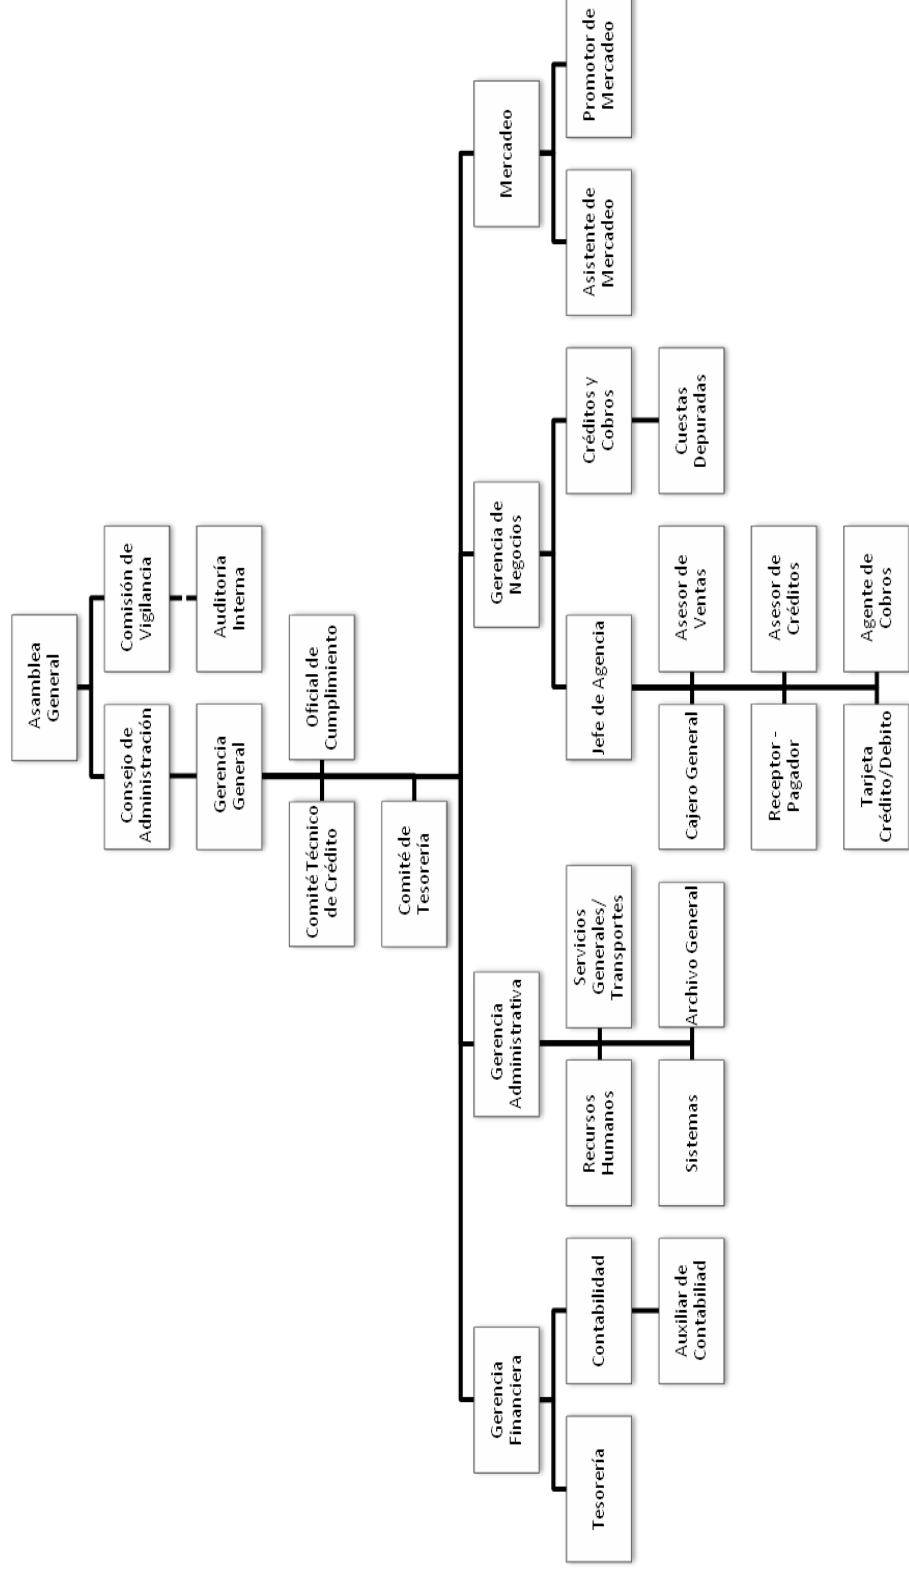 Asamblea
General
Consejo de
Administración
Comisión de
Vigilancia
Gerencia
General
Auditoría
Interna
Comité Técnico
de Crédito
Oficial de
Cumplimiento
Comité de
Tesorería
Gerencia
Financiera
Gerencia
Administrativa
Gerencia de
Negocios
Mercadeo
Tesorería
Contabilidad
Recursos
Humanos
Servicios
Generales/
Transportes
Jefe de Agencia
Créditos y
Cobros
Asistente de
Mercadeo
Promotor de
Mercadeo
Auxiliar de
Contabiliad
Sistemas
Archivo General
Cajero General
Asesor de
Ventas
Cuestas
Depuradas
Receptor -
Pagador
Asesor de
Créditos
Tarjeta
Crédito/Debito
Agente de
Cobros